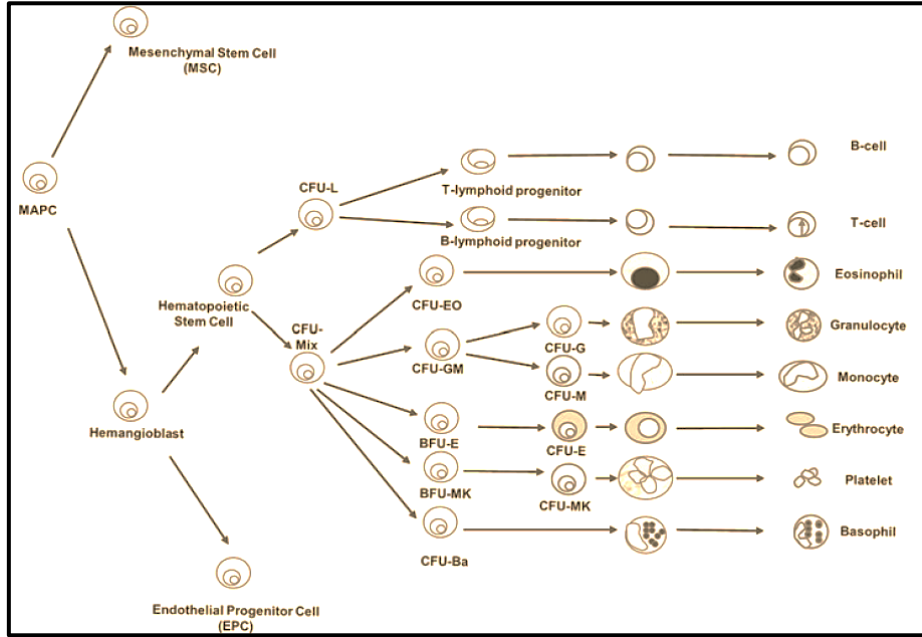 Mesenchymal Stem Cell
(MSC)
MAPC
CFU-L
T-lymphoid progenitor
B-cell
B-lymphoid progenitor
T-cell
Hematopoietic
Stem Cell
CFU-EO
Eosinophil
CFU-
Mix
CFU-GM
CFU-G
Granulocyte
CFU-M
Monocyte
Hemangioblast
BFU-E
CFU-E
Erythrocyte
BFU-MK
CFU-MK
Platelet
CFU-Ba
Basophil
Endothelial Progenitor Cell
(EPC)